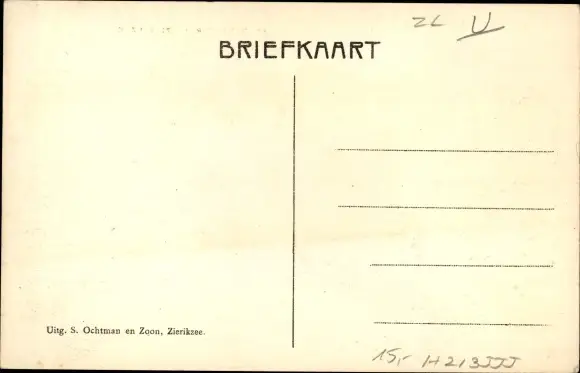 ZL U
BRIEFKAART
Uitg. S. Ochtman en Zoon, Zierikzee.
15,- H213JJJ